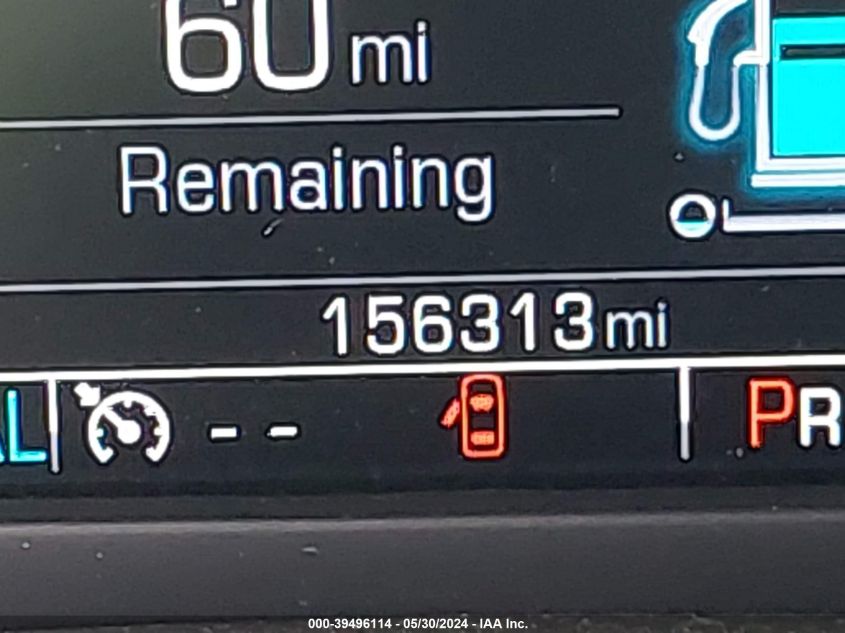 60 mi
Remaining
156313 mi
AL -- PR
000-39496114 - 05/30/2024 - IAA Inc.